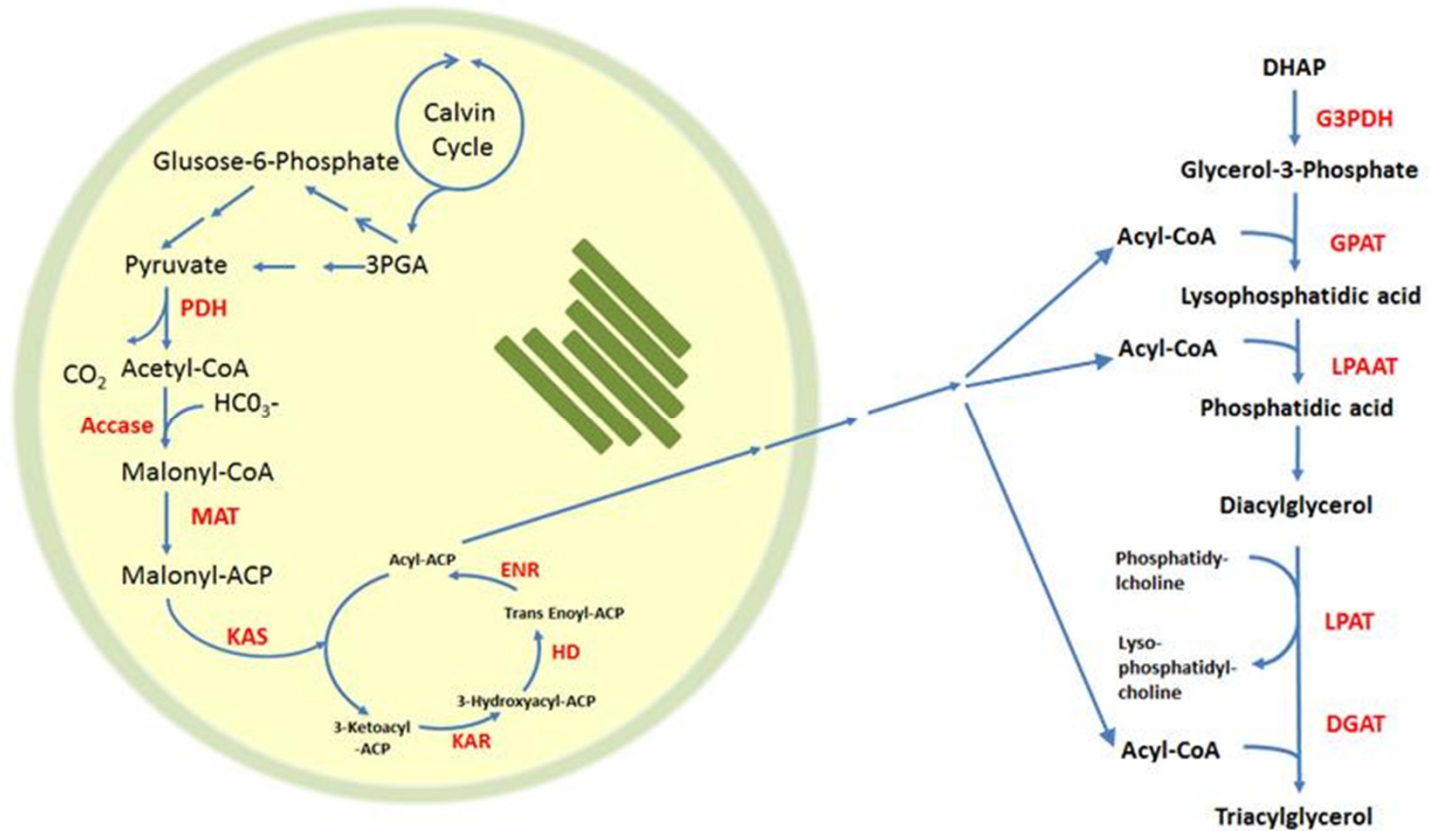 Calvin
Cycle
Glusose-6-Phosphate
Pyruvate
3PGA
PDH
CO2
Acetyl-CoA
HC03-
Accase
Malonyl-CoA
MAT
Malonyl-ACP
KAS
Acyl-ACP
ENR
Trans Enoyl-ACP
HD
3-Hydroxyacyl-ACP
3-Ketoacyl
-ACP
KAR
DHAP
G3PDH
Glycerol-3-Phosphate
Acyl-CoA
GPAT
Lysophosphatidic acid
Acyl-CoA
LPAAT
Phosphatidic acid
Diacylglycerol
Phosphatidy-
lcholine
LPAT
Lyso-
phosphatidyl-
choline
DGAT
Acyl-CoA
Triacylglycerol